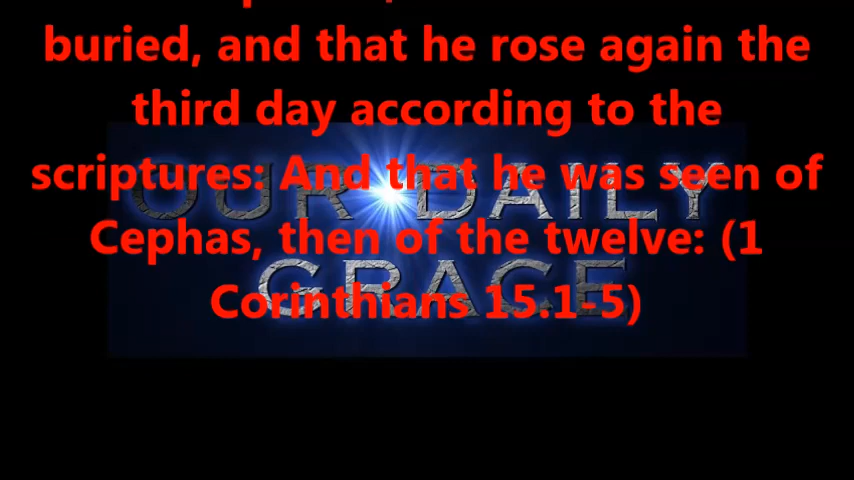 buried, and that he rose again the
third day according to the
scriptures: And that he was seen of
Cephas, then of the twelve: (1
Corinthians 15.1-5)
OUR DAILY
GRACE